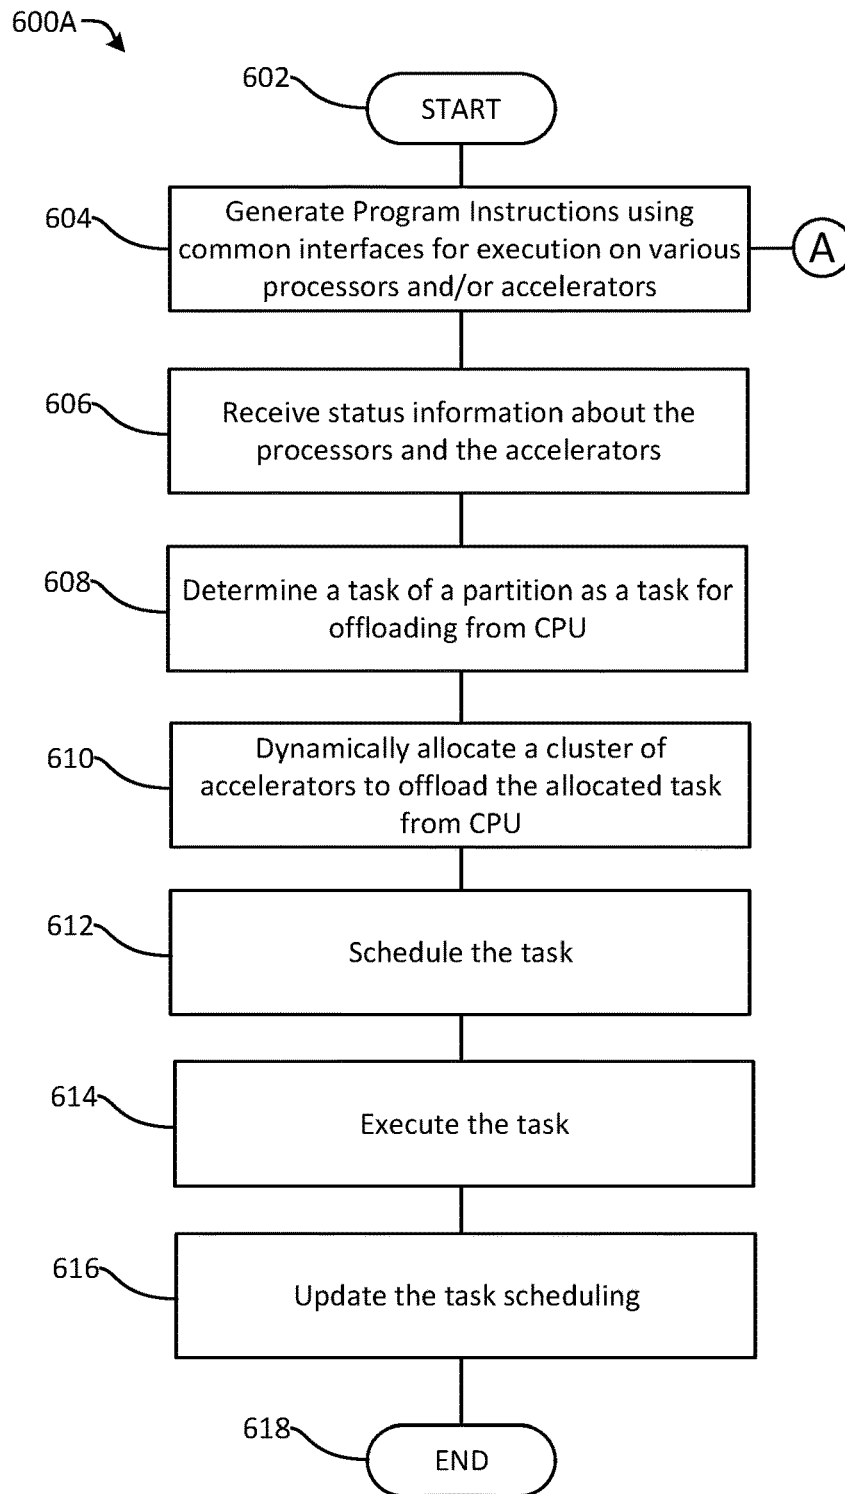 600A
602
START
604
Generate Program Instructions using
common interfaces for execution on various
processors and/or accelerators
A
606
Receive status information about the
processors and the accelerators
608
Determine a task of a partition as a task for
offloading from CPU
610
Dynamically allocate a cluster of
accelerators to offload the allocated task
from CPU
612
Schedule the task
614
Execute the task
616
Update the task scheduling
618
END